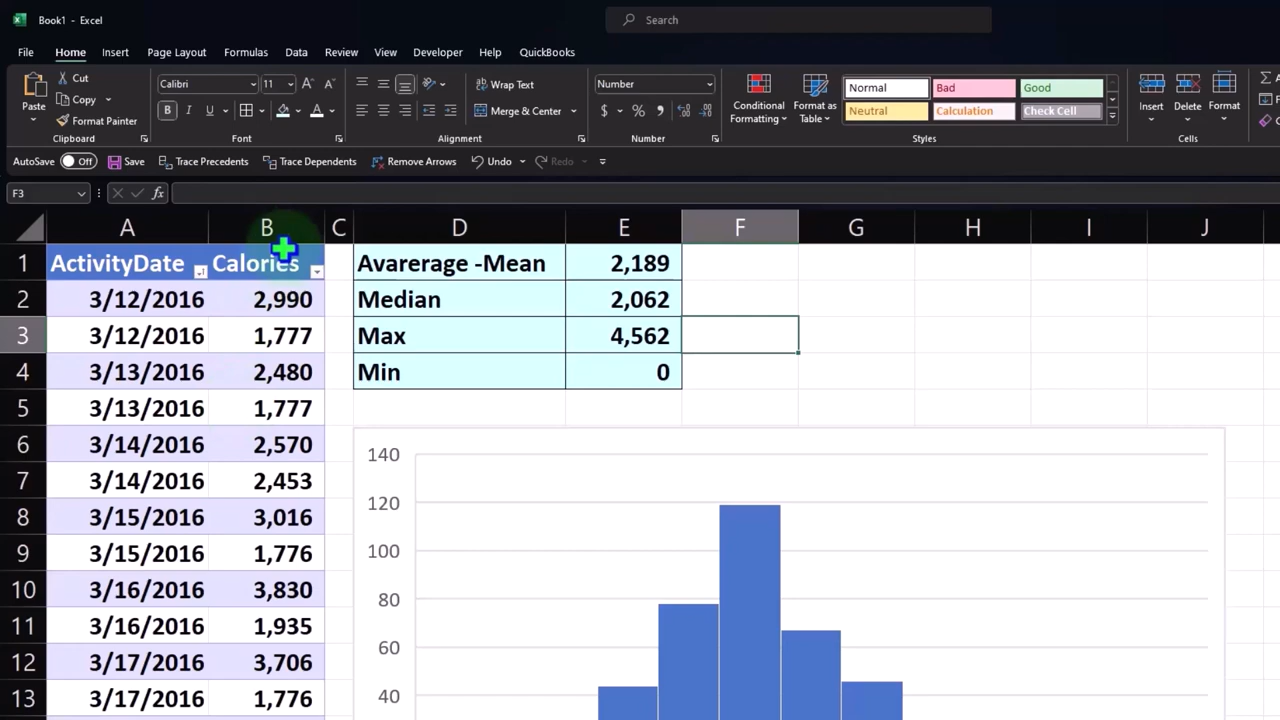 Book1 - Excel
Search
File Home Insert Page Layout Formulas Data Review View Developer Help QuickBooks
Paste
Cut
Copy
Format Painter
Clipboard
Calibri 11
B I U
Font
Wrap Text
Merge & Center
Alignment
Number
$ % ,
Number
Conditional Formatting
Format as Table
Normal Bad Good
Neutral Calculation Check Cell
Styles
Insert Delete Format
Cells
AutoSave Off Save Trace Precedents Trace Dependents Remove Arrows Undo Redo
F3 fx
A B C D E F G H I J
1 ActivityDate Calories Avarerage -Mean 2,189
2 3/12/2016 2,990 Median 2,062
3 3/12/2016 1,777 Max 4,562
4 3/13/2016 2,480 Min 0
5 3/13/2016 1,777
6 3/14/2016 2,570 140
7 3/14/2016 2,453 120
8 3/15/2016 3,016
9 3/15/2016 1,776 100
10 3/16/2016 3,830 80
11 3/16/2016 1,935 60
12 3/17/2016 3,706
13 3/17/2016 1,776 40